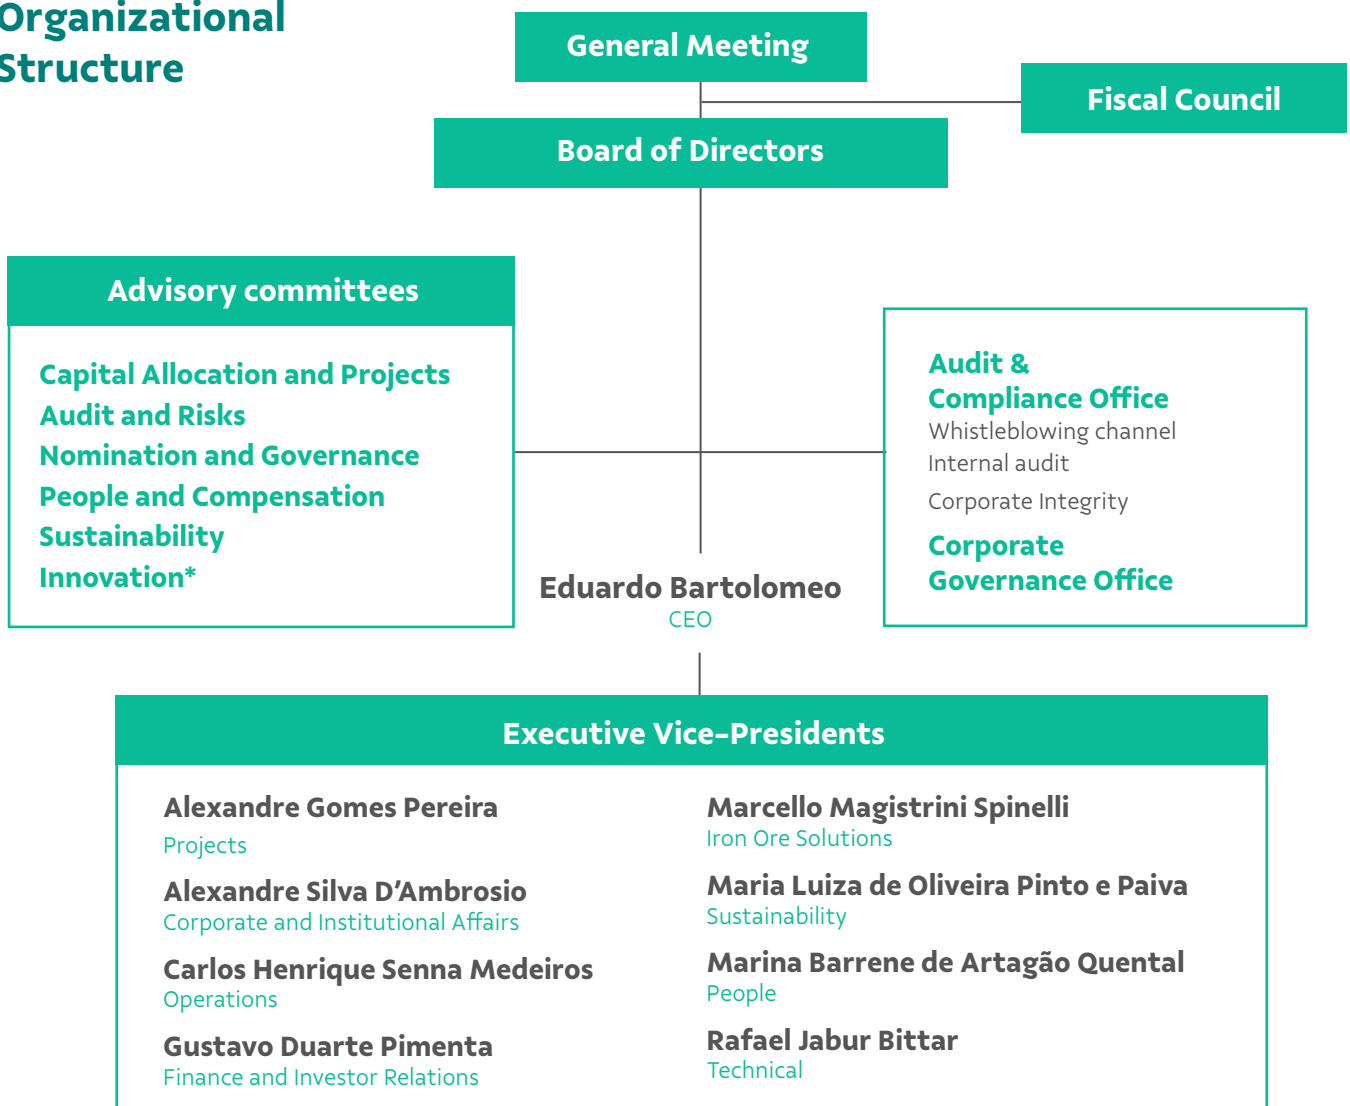 Organizational
Structure
General Meeting
Fiscal Council
Board of Directors
Advisory committees
Capital Allocation and Projects
Audit and Risks
Nomination and Governance
People and Compensation
Sustainability
Innovation*
Audit &
Compliance Office
Whistleblowing channel
Internal audit
Corporate Integrity
Corporate
Governance Office
Eduardo Bartolomeo
CEO
Executive Vice-Presidents
Alexandre Gomes Pereira
Projects
Alexandre Silva D’Ambrosio
Corporate and Institutional Affairs
Carlos Henrique Senna Medeiros
Operations
Gustavo Duarte Pimenta
Finance and Investor Relations
Marcello Magistrini Spinelli
Iron Ore Solutions
Maria Luiza de Oliveira Pinto e Paiva
Sustainability
Marina Barrene de Artagão Quental
People
Rafael Jabur Bittar
Technical